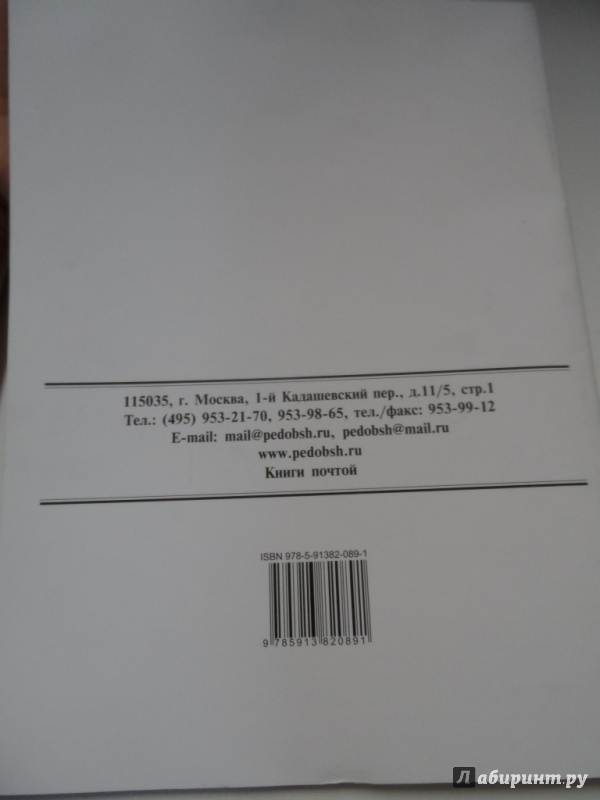 115035, г. Москва, 1-й Кадашевский пер., д.11/5, стр.1
Тел.: (495) 953-21-70, 953-98-65, тел./факс: 953-99-12
E-mail: mail@pedobsh.ru, pedobsh@mail.ru
www.pedobsh.ru
Книги почтой
ISBN 978-5-91382-089-1
9 785913 820891
Л абиринт.ру